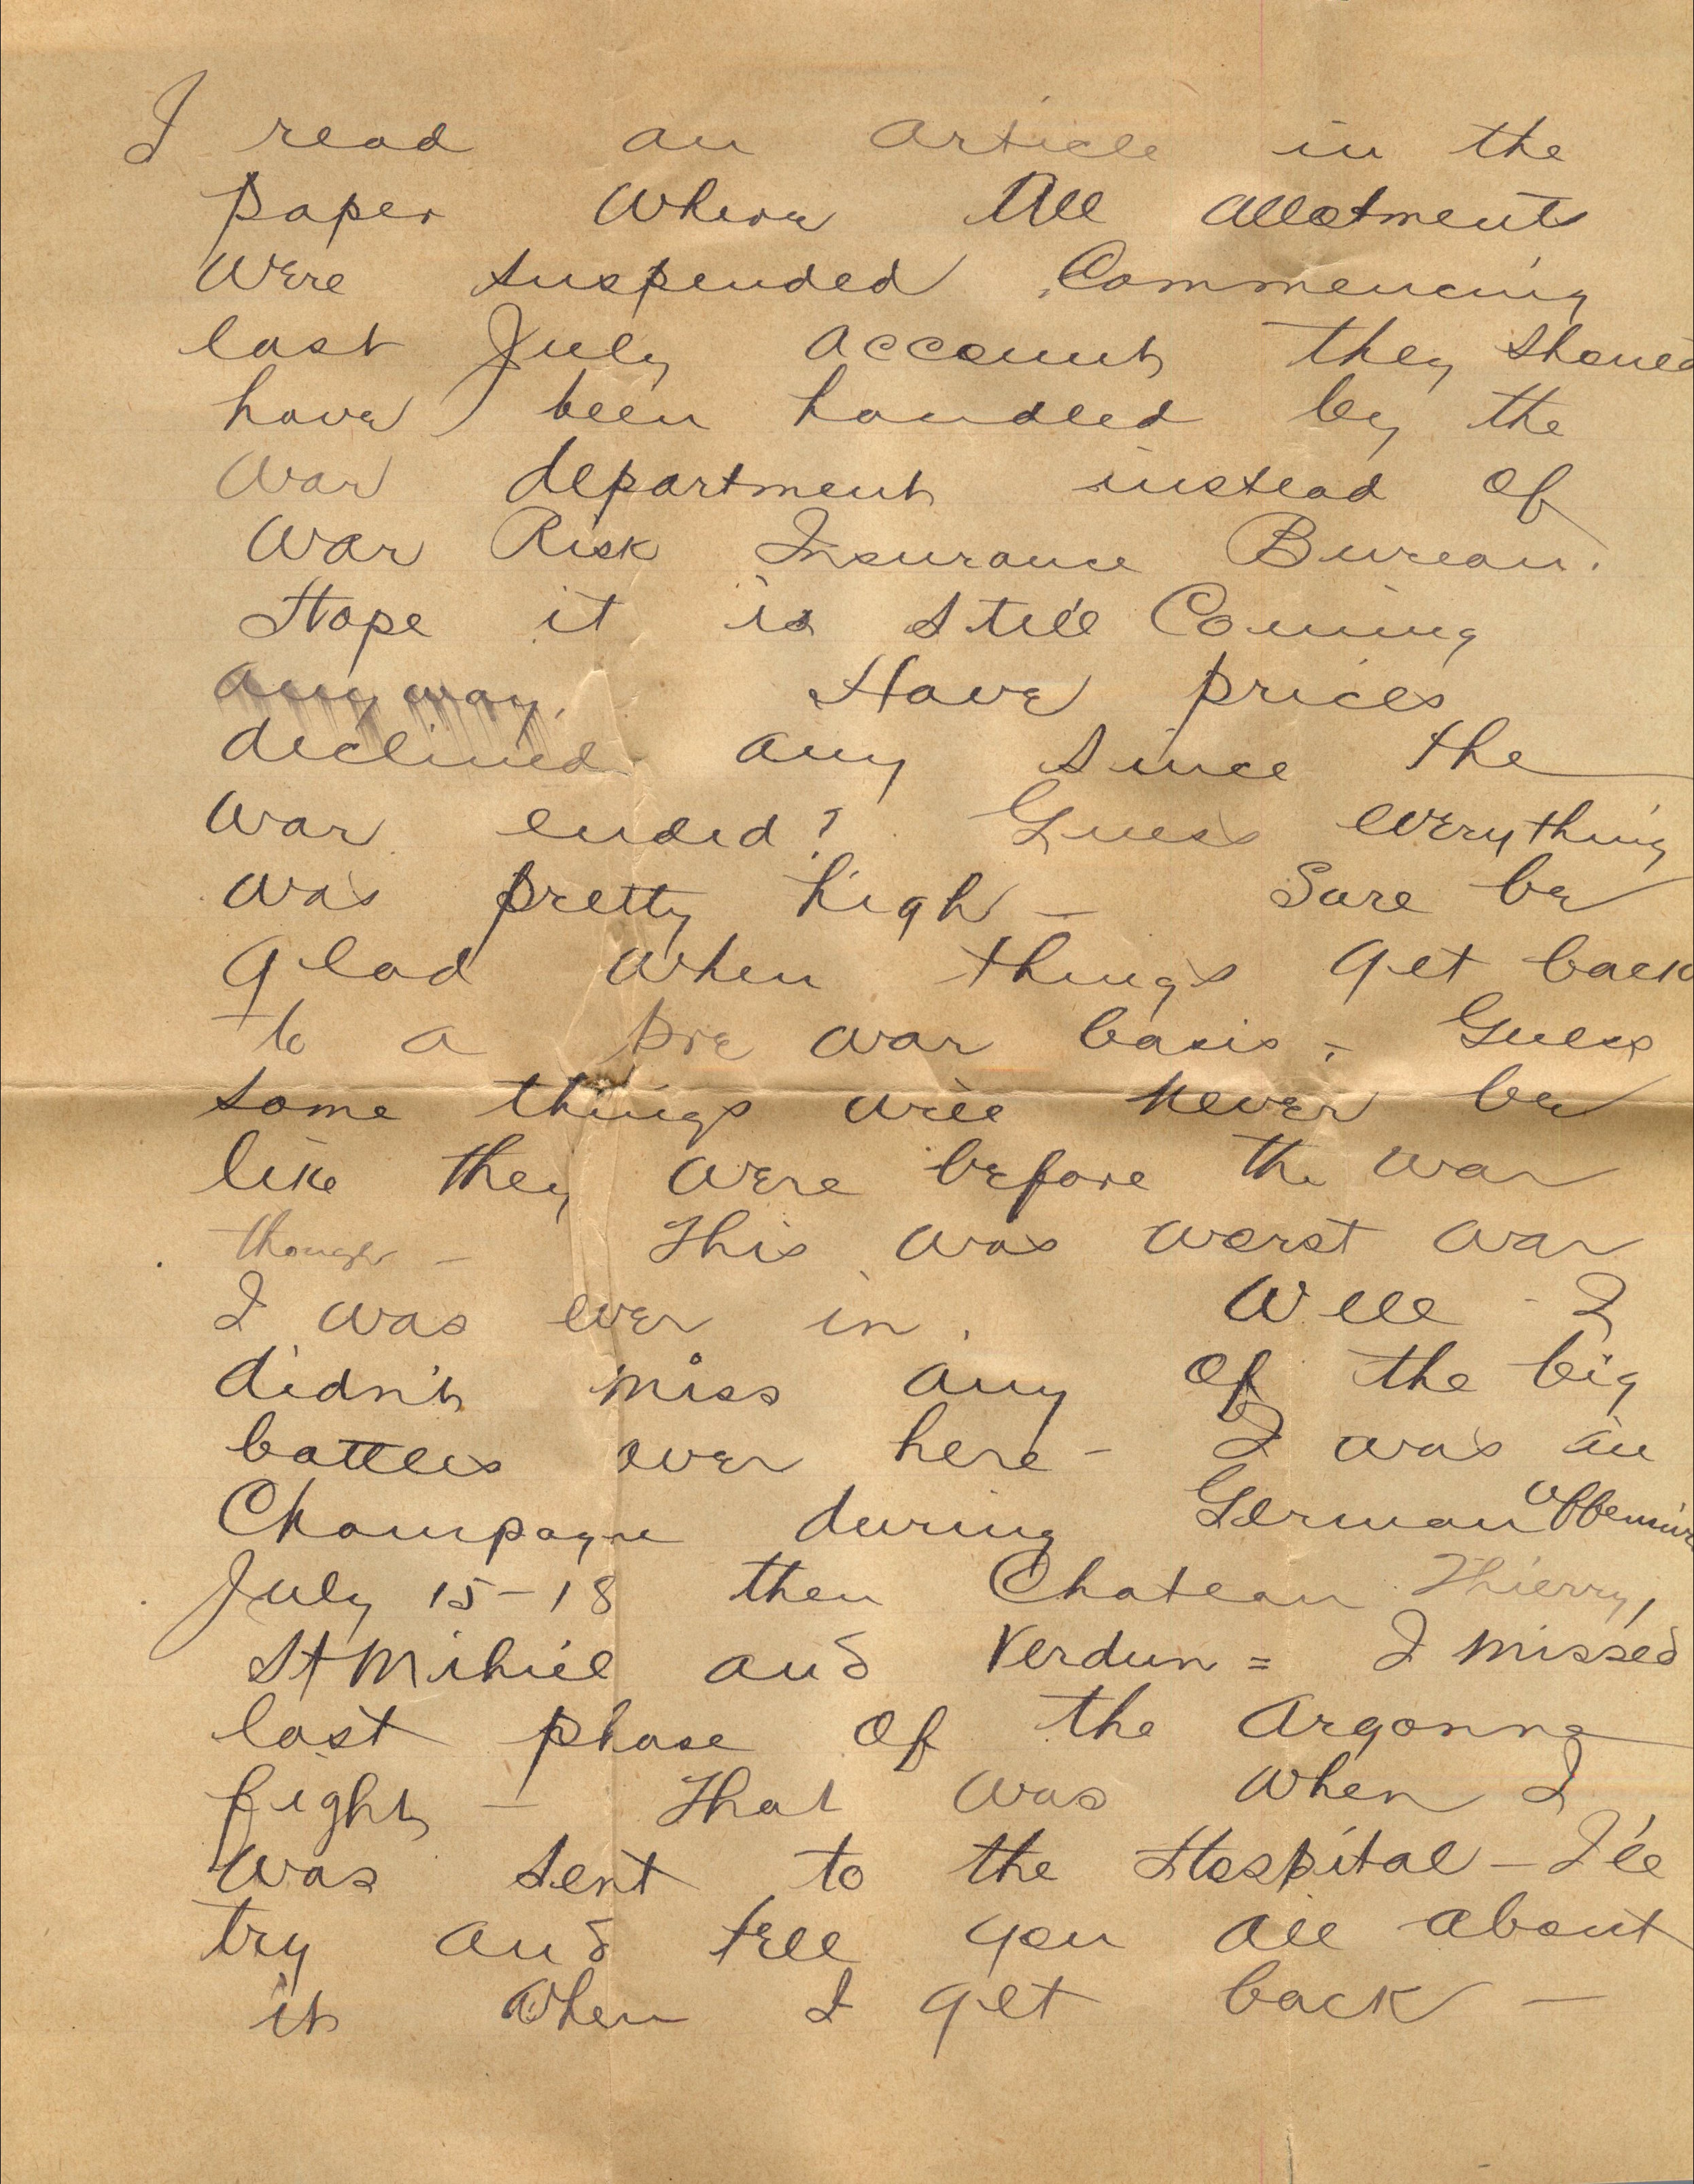 I read an article in the
paper where All allotments
were suspended Commencing
last July account they should
have been handled by the
war department instead of
War Risk Insurance Bureau.
Hope it is still Coming
anyway. Have prices
declined any since the
war ended? Guess everything
was pretty high — Sure be
glad when things get back
to a pre war basis - Guess
some things will never be
like they were before the war
though - This was worst war
I was ever in. Well - I
didn't miss any of the big
battles over here - I was in
Champagne during German Offensive
July 15-18 then Chateau Thierry,
St Mihiel and Verdun = I missed
last phase of the Argonne
fight — That was when I
was sent to the Hospital - I'll
try and tell you all about
it when I get back —